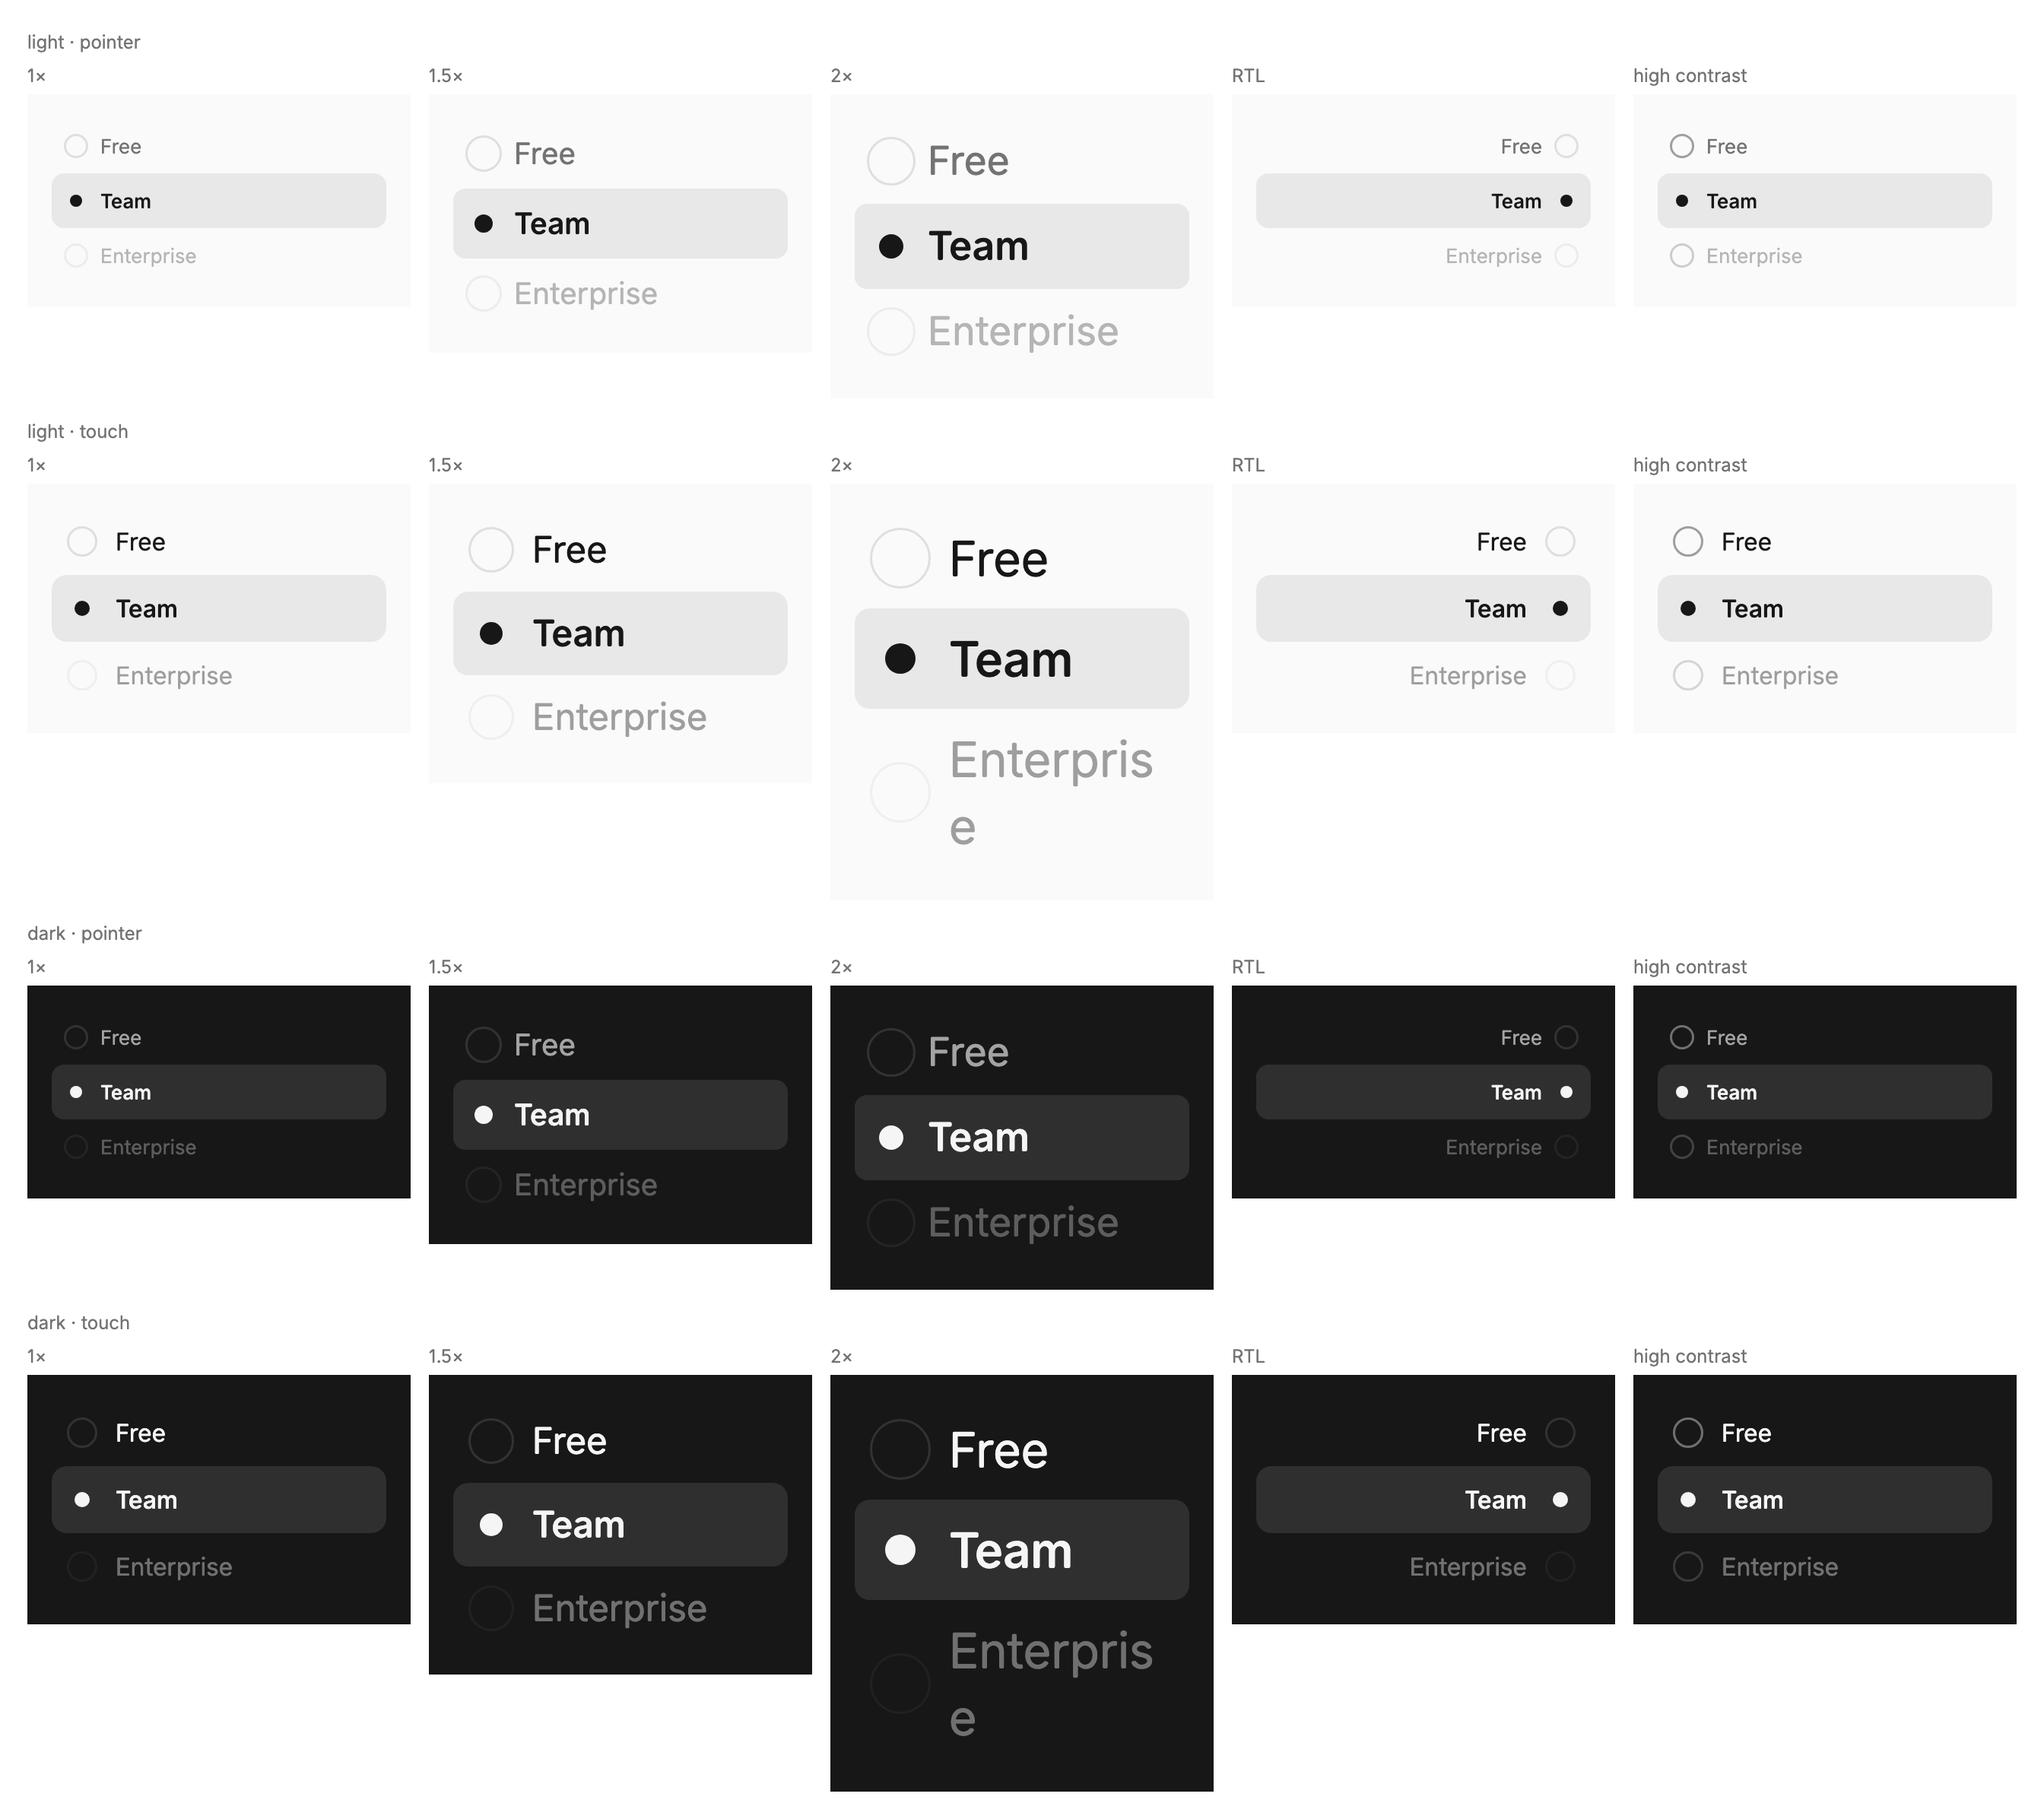 light · pointer
1×
1.5×
2×
RTL
high contrast
Free
Team
Enterprise
Free
Team
Enterprise
Free
Team
Enterprise
Free
Team
Enterprise
Free
Team
Enterprise
light · touch
1×
1.5×
2×
RTL
high contrast
Free
Team
Enterprise
Free
Team
Enterprise
Free
Team
Enterpris
e
Free
Team
Enterprise
Free
Team
Enterprise
dark · pointer
1×
1.5×
2×
RTL
high contrast
Free
Team
Enterprise
Free
Team
Enterprise
Free
Team
Enterprise
Free
Team
Enterprise
Free
Team
Enterprise
dark · touch
1×
1.5×
2×
RTL
high contrast
Free
Team
Enterprise
Free
Team
Enterprise
Free
Team
Enterpris
e
Free
Team
Enterprise
Free
Team
Enterprise